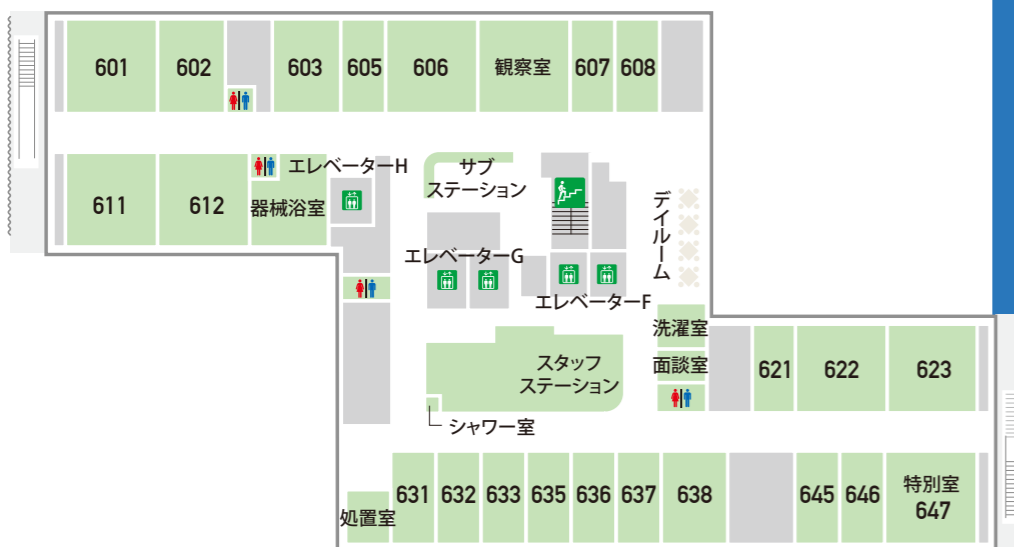 601
602
603
605
606
観察室
607
608
エレベーターH
サブ
ステーション
611
612
器械浴室
デイルーム
エレベーターG
エレベーターF
洗濯室
面談室
スタッフ
ステーション
シャワー室
621
622
623
631
632
633
635
636
637
638
645
646
特別室
647
処置室